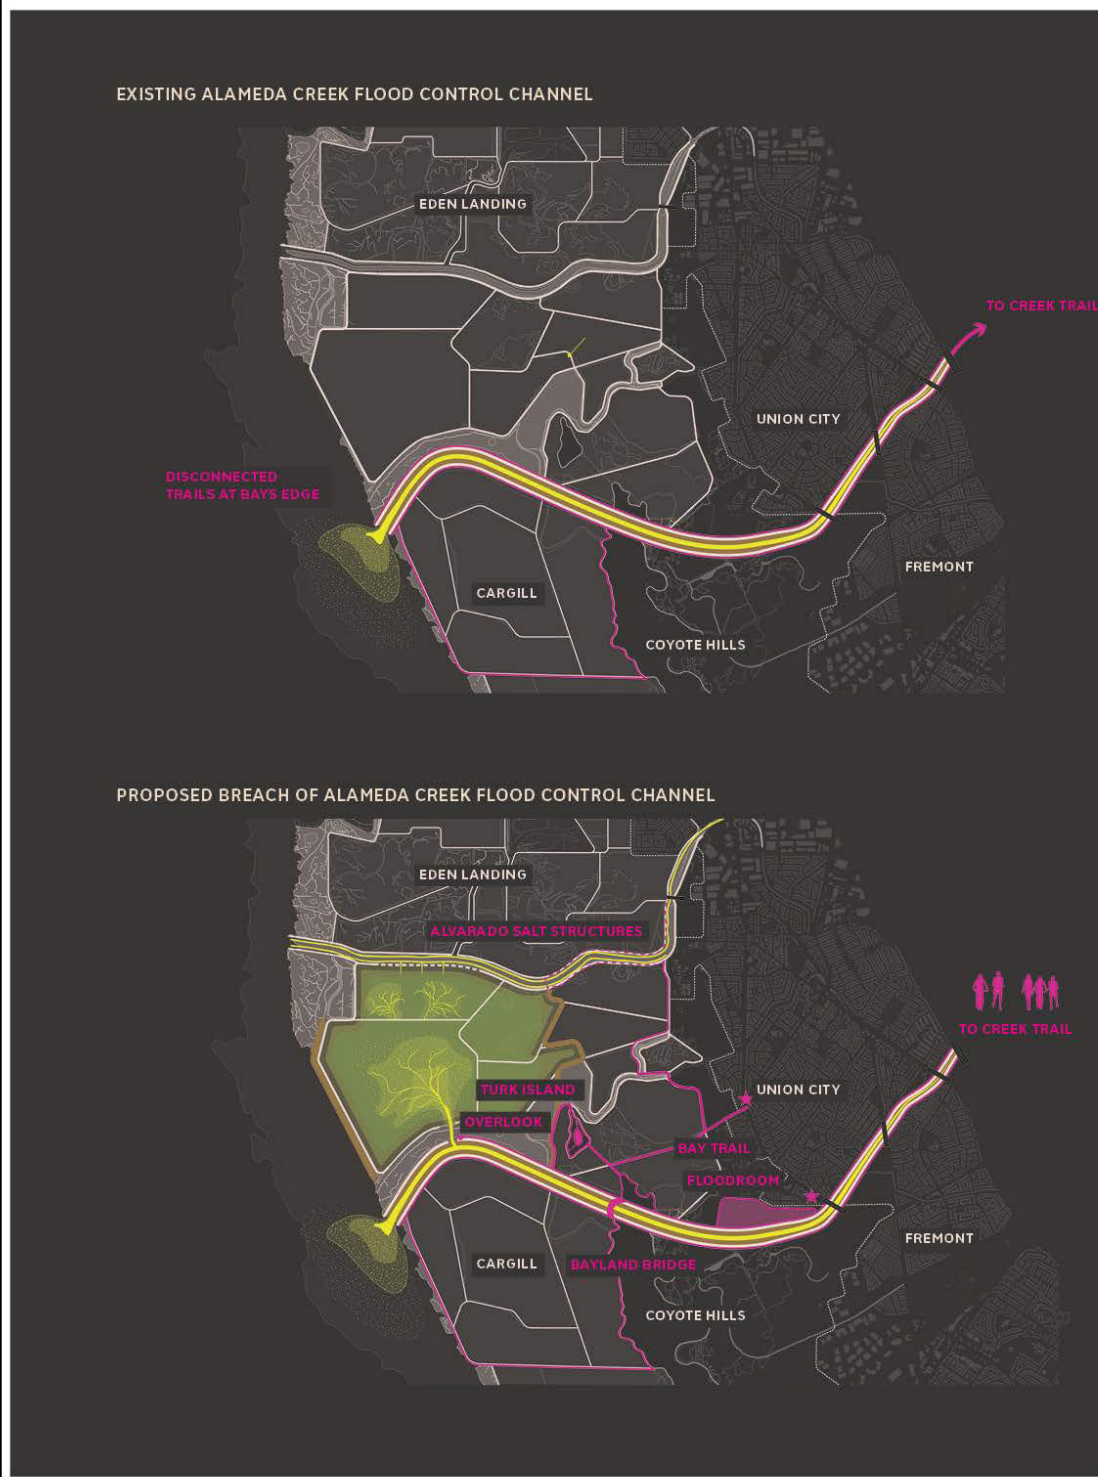 EXISTING ALAMEDA CREEK FLOOD CONTROL CHANNEL
EDEN LANDING
TO CREEK TRAIL
UNION CITY
DISCONNECTED
TRAILS AT BAYS EDGE
FREMONT
CARGILL
COYOTE HILLS
PROPOSED BREACH OF ALAMEDA CREEK FLOOD CONTROL CHANNEL
EDEN LANDING
ALVARADO SALT STRUCTURES
TO CREEK TRAIL
TURK ISLAND
UNION CITY
OVERLOOK
BAY TRAIL
FLOODROOM
FREMONT
CARGILL
BAYLAND BRIDGE
COYOTE HILLS